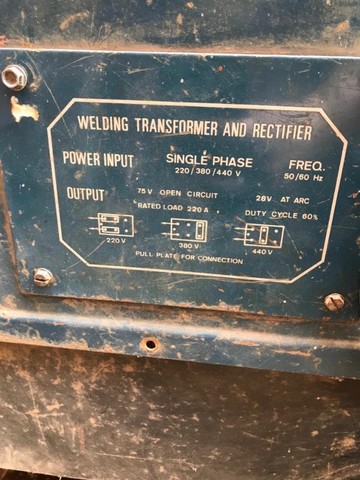 WELDING TRANSFORMER AND RECTIFIER
POWER INPUT SINGLE PHASE FREQ.
220/380/440 V 50/60 Hz
OUTPUT 75V OPEN CIRCUIT 28V AT ARC
RATED LOAD 220 A DUTY CYCLE 60%
220 V 380 V 440 V
PULL PLATE FOR CONNECTION